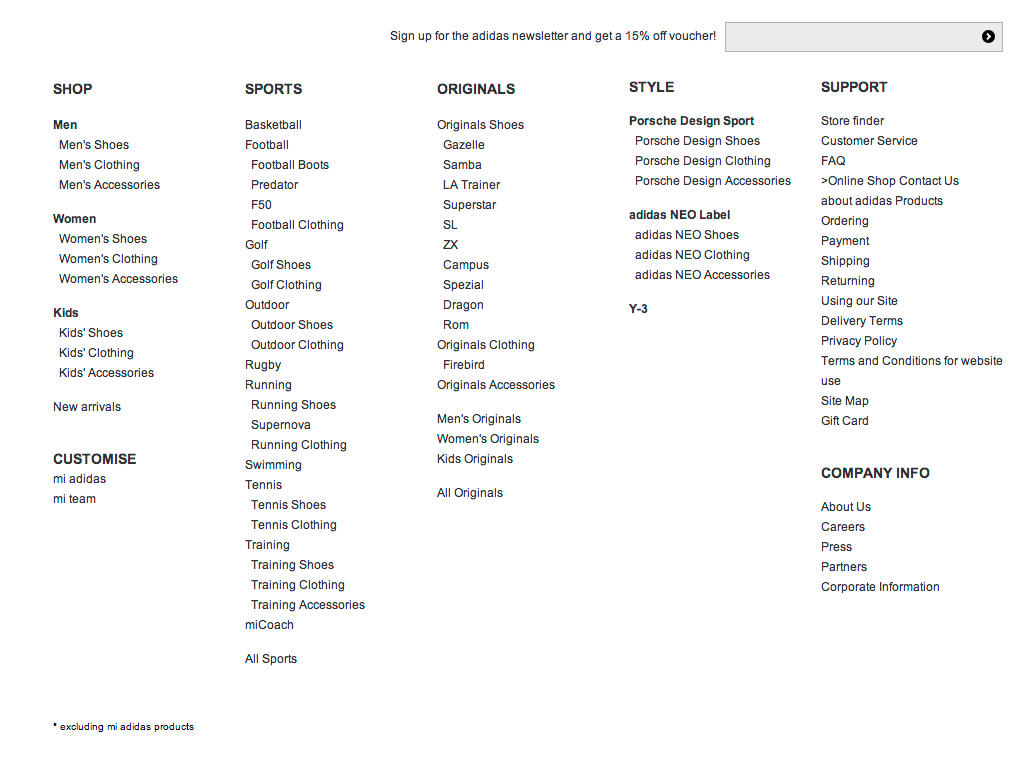 Sign up for the adidas newsletter and get a 15% off voucher!
SHOP
Men
Men's Shoes
Men's Clothing
Men's Accessories
Women
Women's Shoes
Women's Clothing
Women's Accessories
Kids
Kids' Shoes
Kids' Clothing
Kids' Accessories
New arrivals
CUSTOMISE
mi adidas
mi team
SPORTS
Basketball
Football
Football Boots
Predator
F50
Football Clothing
Golf
Golf Shoes
Golf Clothing
Outdoor
Outdoor Shoes
Outdoor Clothing
Rugby
Running
Running Shoes
Supernova
Running Clothing
Swimming
Tennis
Tennis Shoes
Tennis Clothing
Training
Training Shoes
Training Clothing
Training Accessories
miCoach
All Sports
ORIGINALS
Originals Shoes
Gazelle
Samba
LA Trainer
Superstar
SL
ZX
Campus
Spezial
Dragon
Rom
Originals Clothing
Firebird
Originals Accessories
Men's Originals
Women's Originals
Kids Originals
All Originals
STYLE
Porsche Design Sport
Porsche Design Shoes
Porsche Design Clothing
Porsche Design Accessories
adidas NEO Label
adidas NEO Shoes
adidas NEO Clothing
adidas NEO Accessories
Y-3
SUPPORT
Store finder
Customer Service
FAQ
>Online Shop Contact Us
about adidas Products
Ordering
Payment
Shipping
Returning
Using our Site
Delivery Terms
Privacy Policy
Terms and Conditions for website
use
Site Map
Gift Card
COMPANY INFO
About Us
Careers
Press
Partners
Corporate Information
* excluding mi adidas products